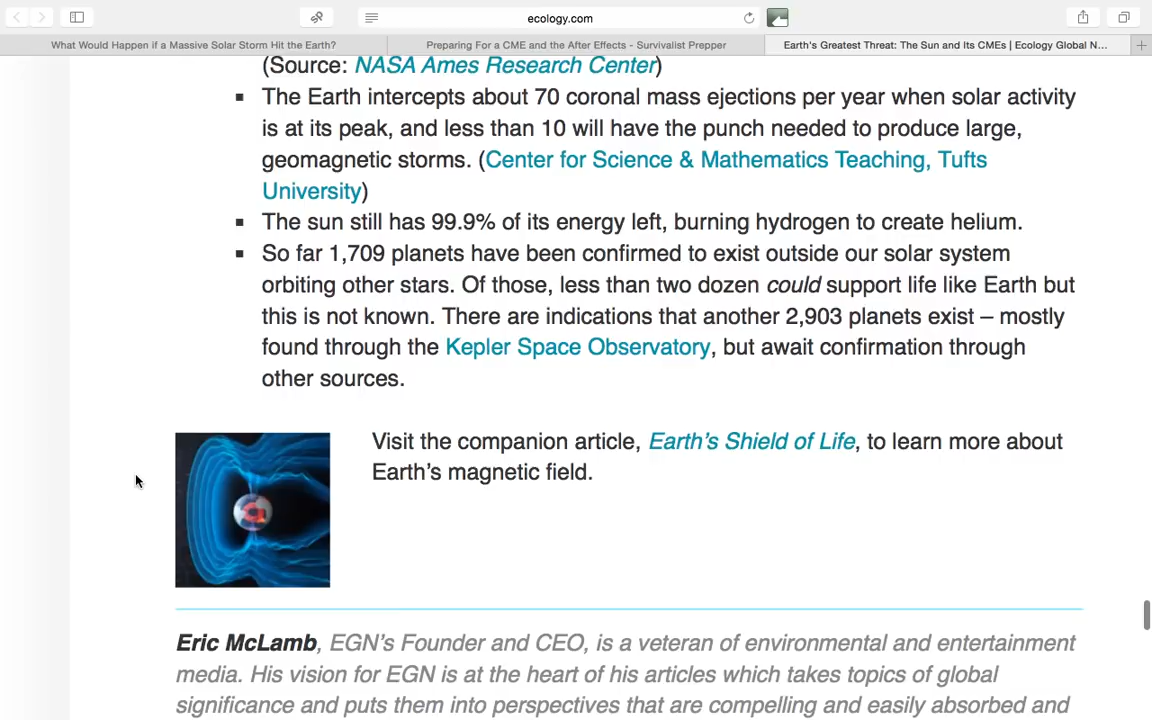 ecology.com
What Would Happen if a Massive Solar Storm Hit the Earth?
Preparing For a CME and the After Effects - Survivalist Prepper
Earth's Greatest Threat: The Sun and Its CMEs | Ecology Global N...
(Source: NASA Ames Research Center)
▪ The Earth intercepts about 70 coronal mass ejections per year when solar activity
is at its peak, and less than 10 will have the punch needed to produce large,
geomagnetic storms. (Center for Science & Mathematics Teaching, Tufts
University)
▪ The sun still has 99.9% of its energy left, burning hydrogen to create helium.
▪ So far 1,709 planets have been confirmed to exist outside our solar system
orbiting other stars. Of those, less than two dozen could support life like Earth but
this is not known. There are indications that another 2,903 planets exist – mostly
found through the Kepler Space Observatory, but await confirmation through
other sources.
Visit the companion article, Earth's Shield of Life, to learn more about
Earth's magnetic field.
Eric McLamb, EGN's Founder and CEO, is a veteran of environmental and entertainment
media. His vision for EGN is at the heart of his articles which takes topics of global
significance and puts them into perspectives that are compelling and easily absorbed and